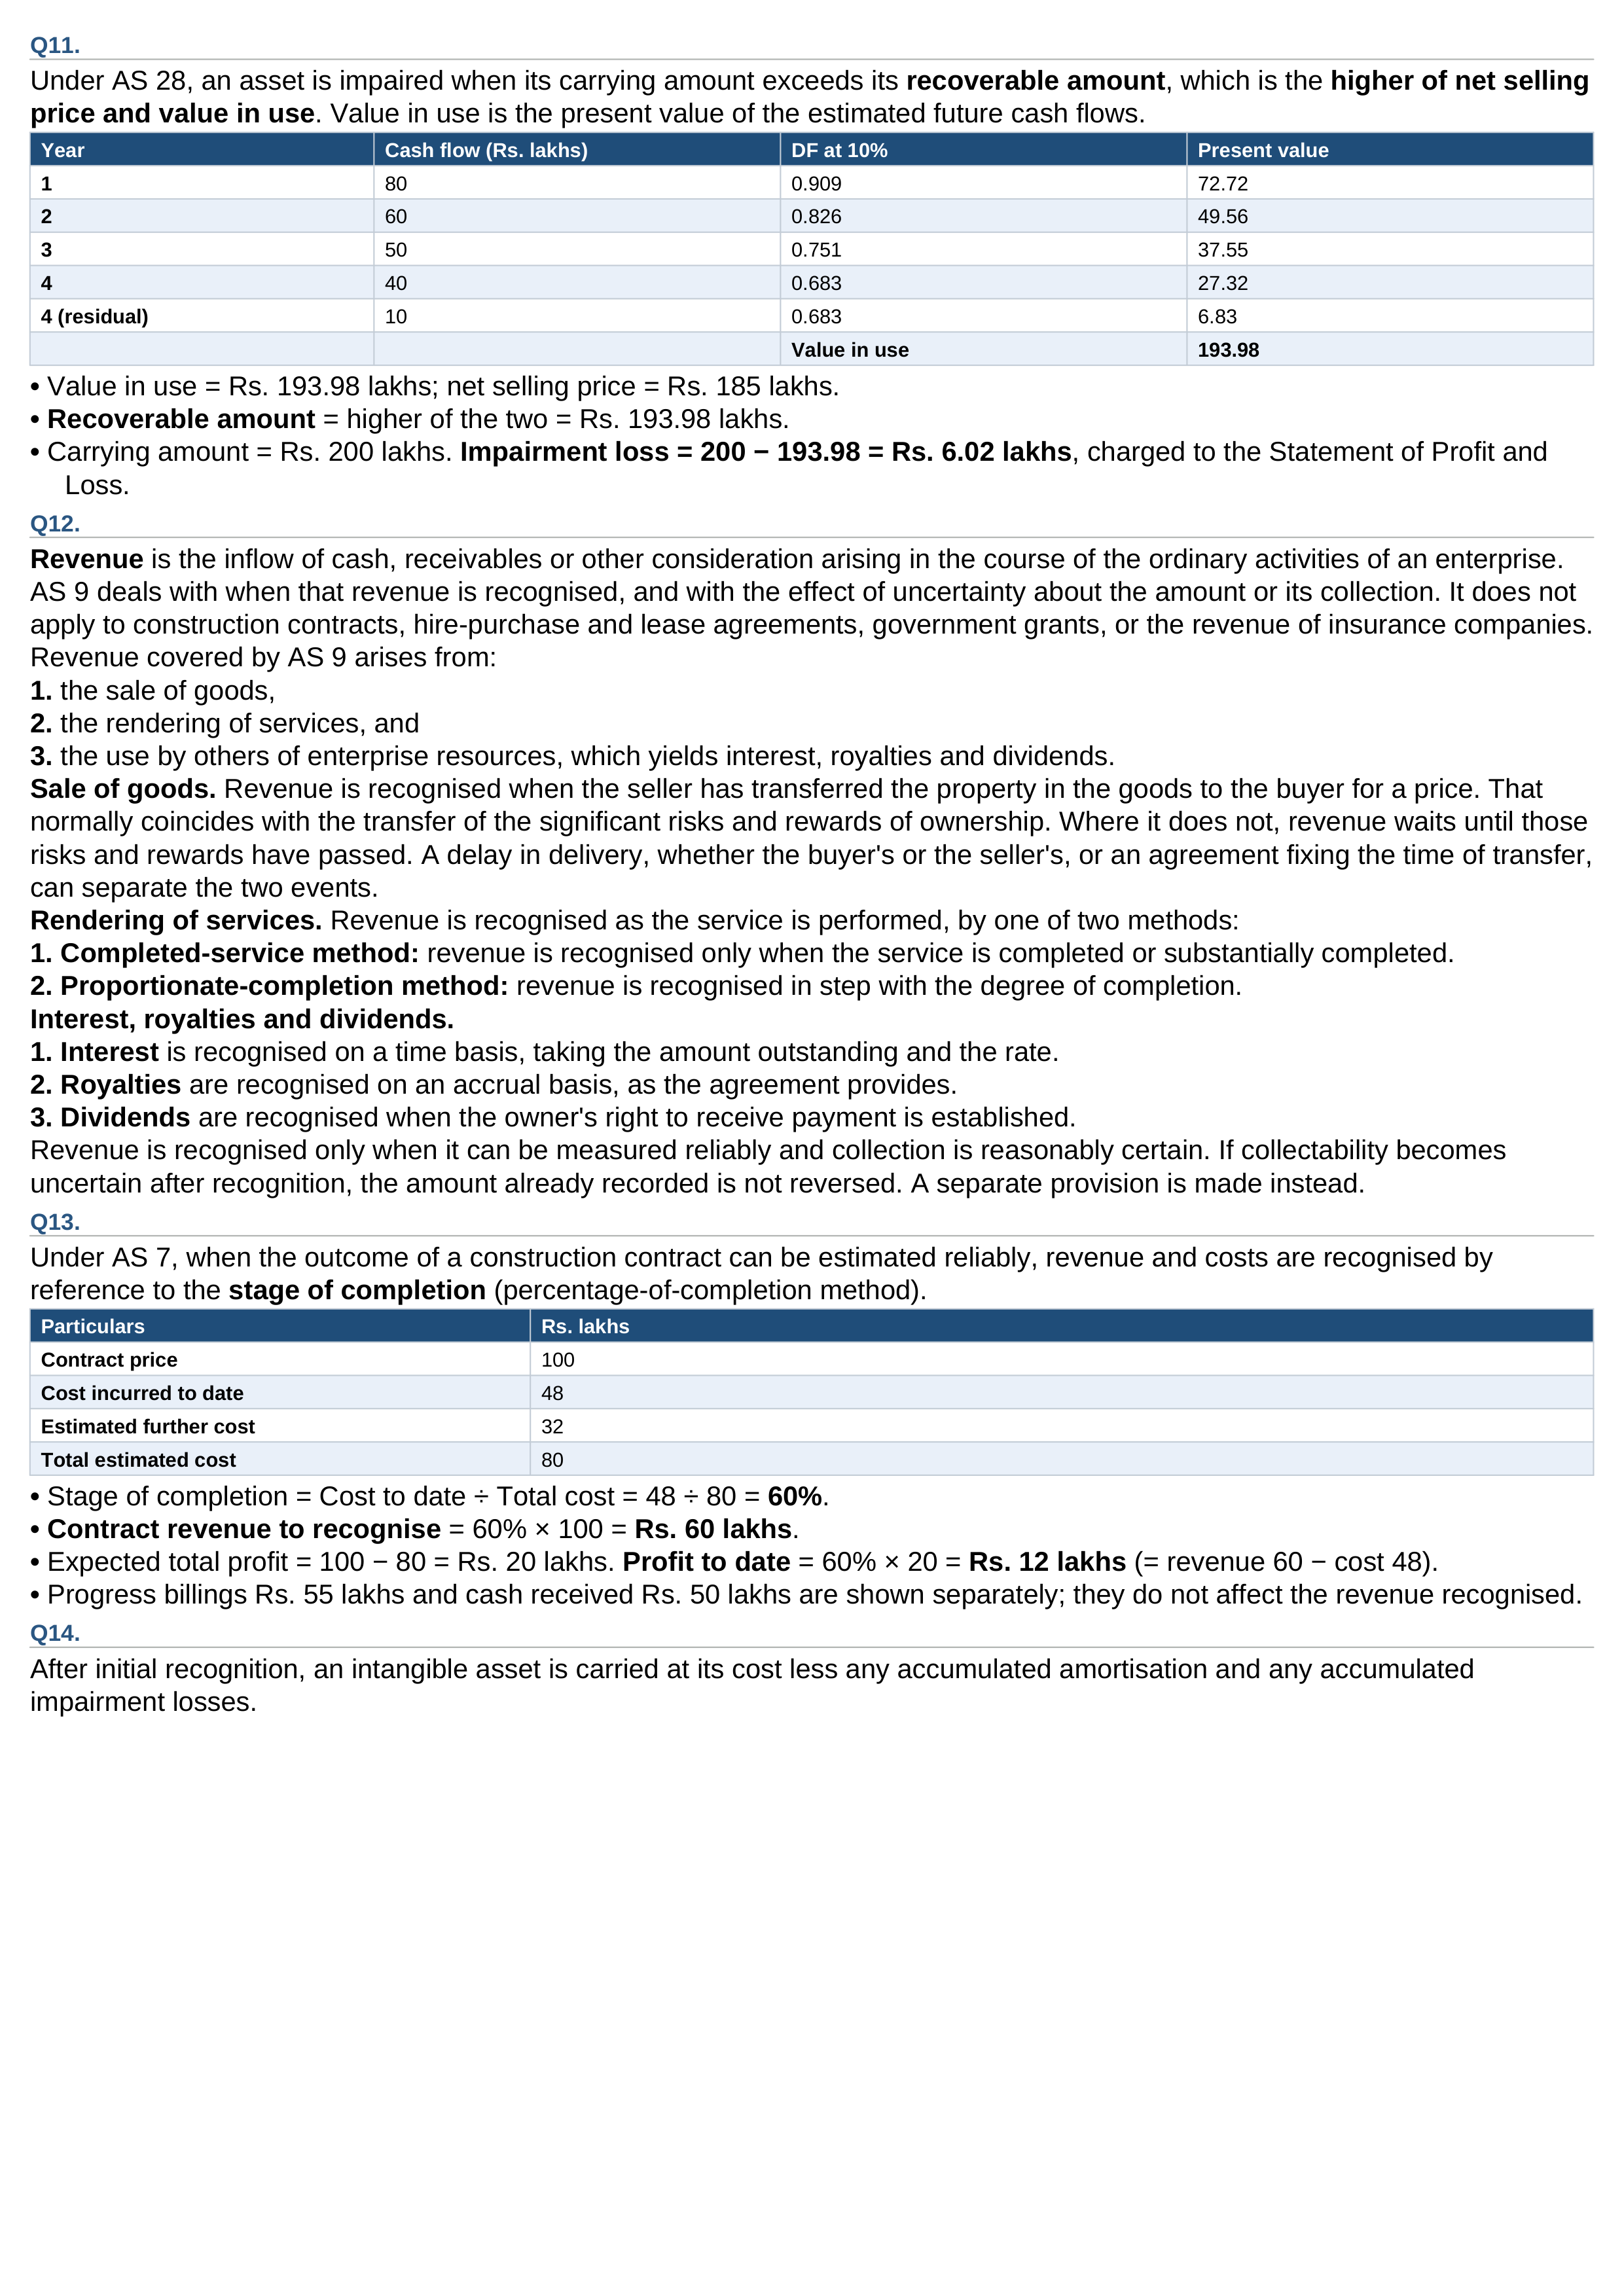 Q11.
Under AS 28, an asset is impaired when its carrying amount exceeds its recoverable amount, which is the higher of net selling
price and value in use. Value in use is the present value of the estimated future cash flows.
Year Cash flow (Rs. lakhs) DF at 10% Present value
1 80 0.909 72.72
2 60 0.826 49.56
3 50 0.751 37.55
4 40 0.683 27.32
4 (residual) 10 0.683 6.83
Value in use 193.98
• Value in use = Rs. 193.98 lakhs; net selling price = Rs. 185 lakhs.
• Recoverable amount = higher of the two = Rs. 193.98 lakhs.
• Carrying amount = Rs. 200 lakhs. Impairment loss = 200 − 193.98 = Rs. 6.02 lakhs, charged to the Statement of Profit and
Loss.
Q12.
Revenue is the inflow of cash, receivables or other consideration arising in the course of the ordinary activities of an enterprise.
AS 9 deals with when that revenue is recognised, and with the effect of uncertainty about the amount or its collection. It does not
apply to construction contracts, hire-purchase and lease agreements, government grants, or the revenue of insurance companies.
Revenue covered by AS 9 arises from:
1. the sale of goods,
2. the rendering of services, and
3. the use by others of enterprise resources, which yields interest, royalties and dividends.
Sale of goods. Revenue is recognised when the seller has transferred the property in the goods to the buyer for a price. That
normally coincides with the transfer of the significant risks and rewards of ownership. Where it does not, revenue waits until those
risks and rewards have passed. A delay in delivery, whether the buyer's or the seller's, or an agreement fixing the time of transfer,
can separate the two events.
Rendering of services. Revenue is recognised as the service is performed, by one of two methods:
1. Completed-service method: revenue is recognised only when the service is completed or substantially completed.
2. Proportionate-completion method: revenue is recognised in step with the degree of completion.
Interest, royalties and dividends.
1. Interest is recognised on a time basis, taking the amount outstanding and the rate.
2. Royalties are recognised on an accrual basis, as the agreement provides.
3. Dividends are recognised when the owner's right to receive payment is established.
Revenue is recognised only when it can be measured reliably and collection is reasonably certain. If collectability becomes
uncertain after recognition, the amount already recorded is not reversed. A separate provision is made instead.
Q13.
Under AS 7, when the outcome of a construction contract can be estimated reliably, revenue and costs are recognised by
reference to the stage of completion (percentage-of-completion method).
Particulars Rs. lakhs
Contract price 100
Cost incurred to date 48
Estimated further cost 32
Total estimated cost 80
• Stage of completion = Cost to date ÷ Total cost = 48 ÷ 80 = 60%.
• Contract revenue to recognise = 60% × 100 = Rs. 60 lakhs.
• Expected total profit = 100 − 80 = Rs. 20 lakhs. Profit to date = 60% × 20 = Rs. 12 lakhs (= revenue 60 − cost 48).
• Progress billings Rs. 55 lakhs and cash received Rs. 50 lakhs are shown separately; they do not affect the revenue recognised.
Q14.
After initial recognition, an intangible asset is carried at its cost less any accumulated amortisation and any accumulated
impairment losses.